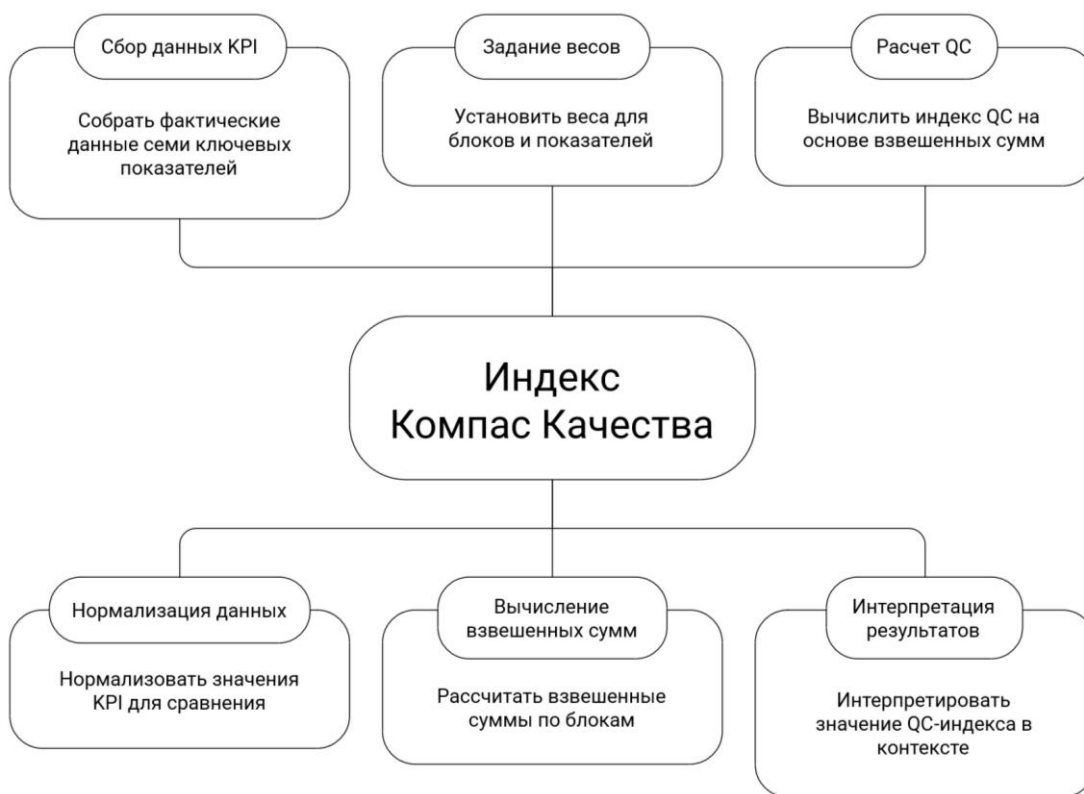 Сбор данных KPI
Собрать фактические
данные семи ключевых
показателей
Задание весов
Установить веса для
блоков и показателей
Расчет QC
Вычислить индекс QC на
основе взвешенных сумм
Индекс
Компас Качества
Нормализация данных
Нормализовать значения
KPI для сравнения
Вычисление
взвешенных сумм
Рассчитать взвешенные
суммы по блокам
Интерпретация
результатов
Интерпретировать
значение QC-индекса в
контексте